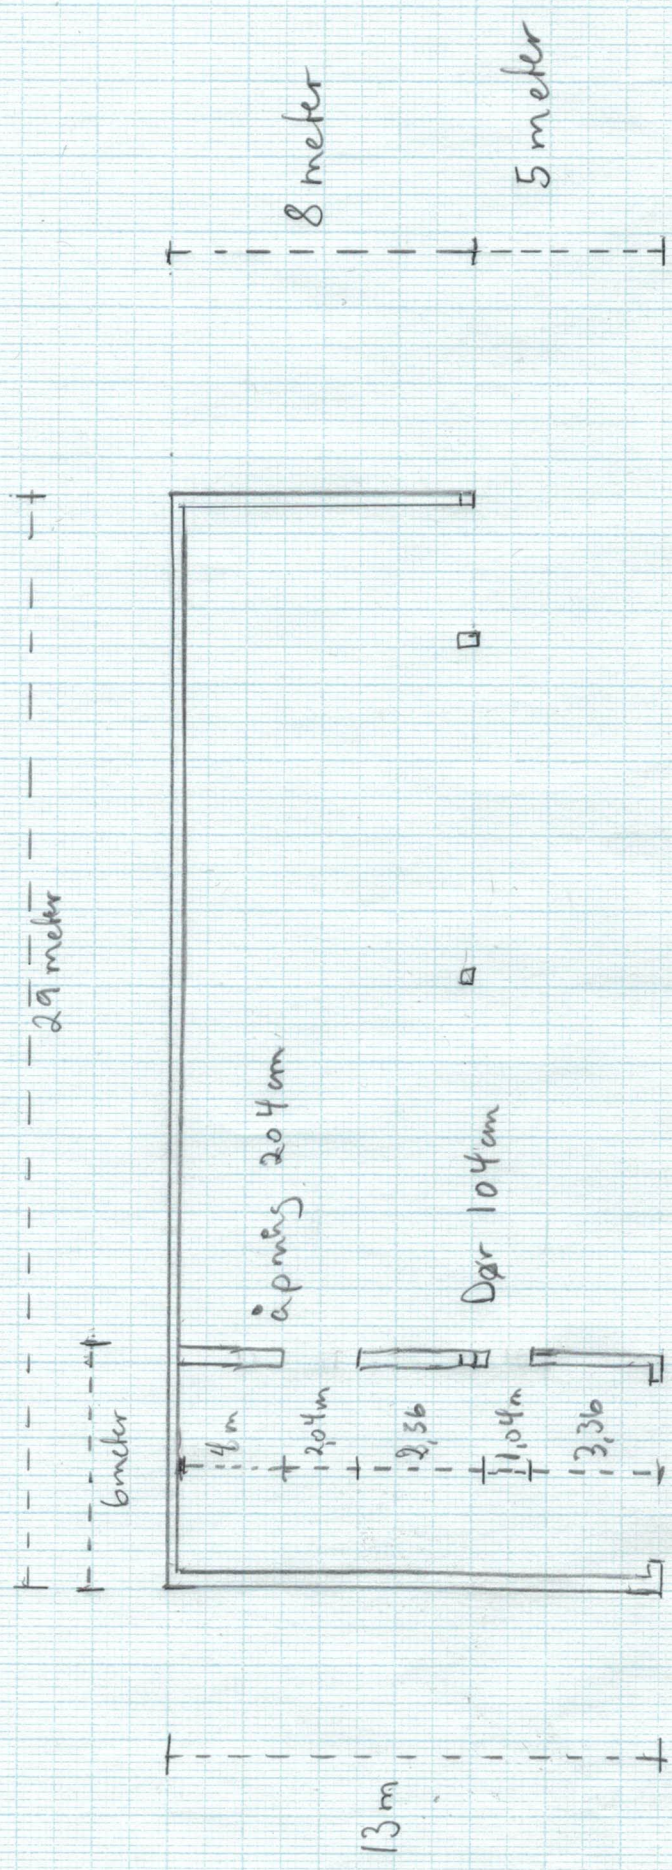 29 meter
6 meter
8 meter
5 meter
13 m
åpning 204 cm
Dør 104 cm
4 m
2,04 m
2,36
1,04 m
3,36